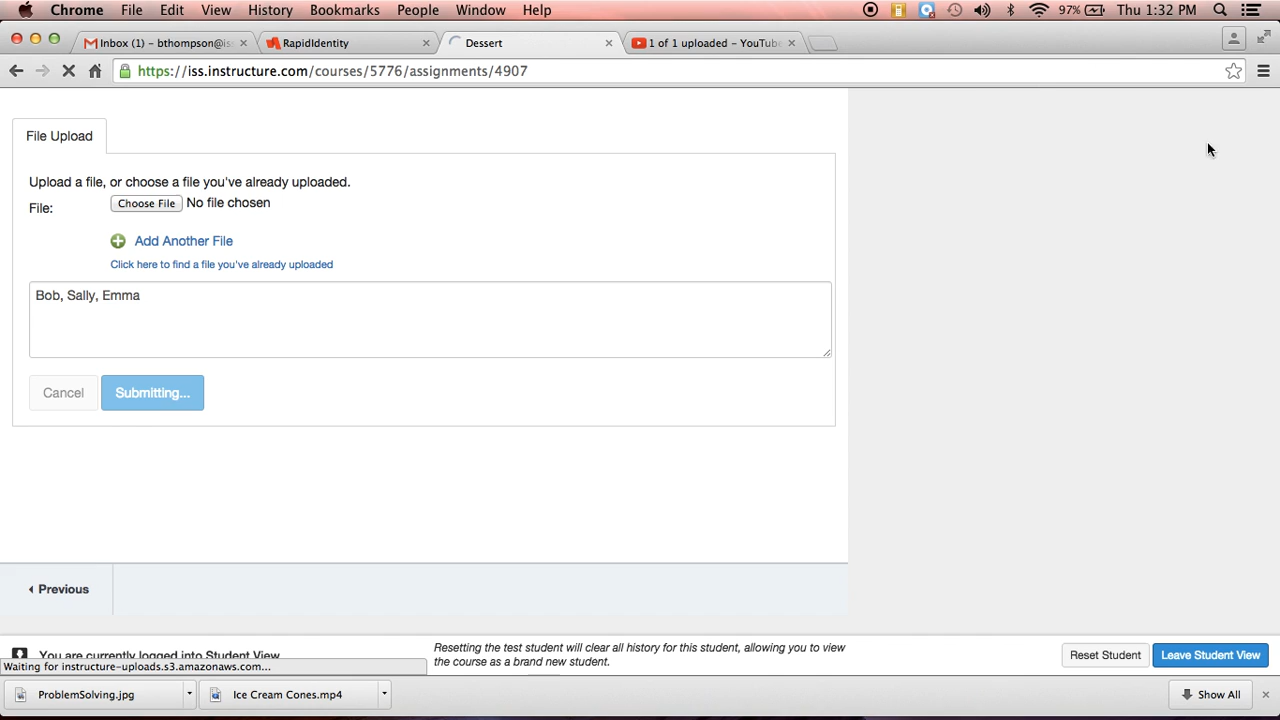 Chrome File Edit View History Bookmarks People Window Help 97% Thu 1:32 PM
Inbox (1) – bthompson@is RapidIdentity Dessert 1 of 1 uploaded – YouTube
https://iss.instructure.com/courses/5776/assignments/4907
File Upload
Upload a file, or choose a file you've already uploaded.
File: Choose File No file chosen
Add Another File
Click here to find a file you've already uploaded
Bob, Sally, Emma
Cancel Submitting...
Previous
You are currently logged into Student View
Resetting the test student will clear all history for this student, allowing you to view
the course as a brand new student.
Reset Student Leave Student View
Waiting for instructure-uploads.s3.amazonaws.com...
ProblemSolving.jpg Ice Cream Cones.mp4 Show All